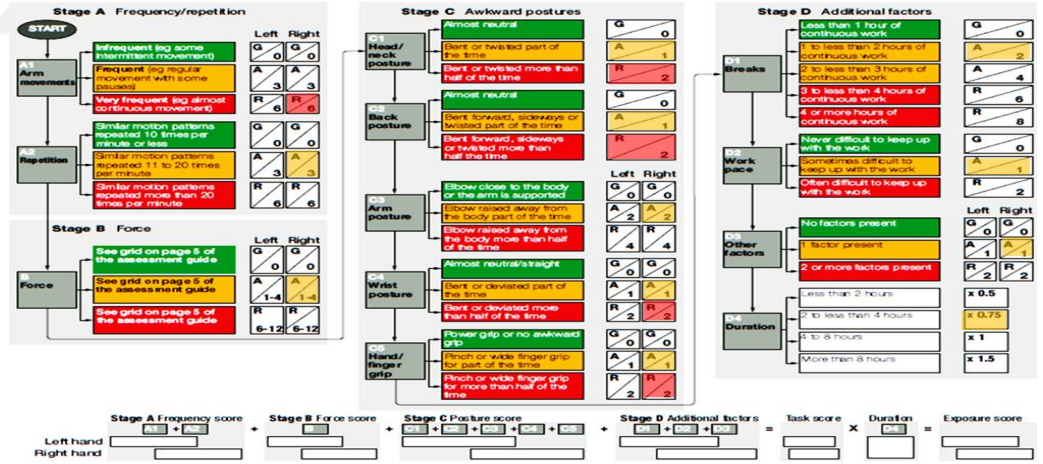 Stage A Frequency/repetition
START
Left Right
A1
Arm
movements
Infrequent (eg some
intermittent movement)
G 0 G 0
Frequent (eg regular
movement with some
pauses)
A 3 A 3
Very frequent (eg almost
continuous movement)
R 6 R 6
A2
Repetition
Similar motion patterns
repeated 10 times per
minute or less
G 0 G 0
Similar motion patterns
repeated 11 to 20 times
per minute
A 3 A 3
Similar motion patterns
repeated more than 20
times per minute
R 6 R 6
Stage B Force
Left Right
B
Force
See grid on page 5 of
the assessment guide
G 0 G 0
See grid on page 5 of
the assessment guide
A 1-4 A 1-4
See grid on page 5 of
the assessment guide
R 6-12 R 6-12
Stage C Awkward postures
C1
Head/
neck
posture
Almost neutral
G 0
Bent or twisted part of
the time
A 1
Bent or twisted more than
half of the time
R 2
C2
Back
posture
Almost neutral
G 0
Bent forward, sideways or
twisted part of the time
A 1
Bent forward, sideways
or twisted more than
half the time
R 2
Left Right
C3
Arm
posture
Elbow close to the body
or the arm is supported
G 0 G 0
Elbow raised away from
the body part of the time
A 2 A 2
Elbow raised away from
the body more than half
of the time
R 4 R 4
C4
Wrist
posture
Almost neutral/straight
G 0 G 0
Bent or deviated part of
the time
A 1 A 1
Bent or deviated more
than half of the time
R 2 R 2
C5
Hand/
finger
grip
Power grip or no awkward
grip
G 0 G 0
Pinch or wide finger grip
for part of the time
A 1 A 1
Pinch or wide finger grip
for more than half of the
time
R 2 R 2
Stage D Additional factors
D1
Breaks
Less than 1 hour of
continuous work
G 0
1 to less than 2 hours of
continuous work
A 2
2 to less than 3 hours of
continuous work
A 4
3 to less than 4 hours of
continuous work
R 6
4 or more hours of
continuous work
R 8
D2
Work
pace
Never difficult to keep up
with the work
G 0
Sometimes difficult to
keep up with the work
A 1
Often difficult to keep up
with the work
R 2
Left Right
D3
Other
factors
No factors present
G 0 G 0
1 factor present
A 1 A 1
2 or more factors present
R 2 R 2
D4
Duration
Less than 2 hours
x 0.5
2 to less than 4 hours
x 0.75
4 to 8 hours
x 1
More than 8 hours
x 1.5
Stage A Frequency score + Stage B Force score + Stage C Posture score + Stage D Additional factors = Task score X Duration = Exposure score
A1 + A2 B C1 + C2 + C3 + C4 + C5 D1 + D2 + D3 D4
Left hand
Right hand